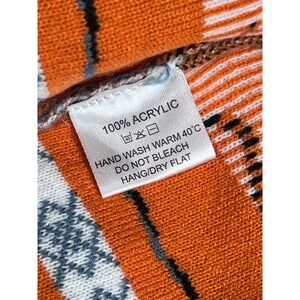 100% ACRYLIC
HAND WASH WARM 40°C
DO NOT BLEACH
HANG/DRY FLAT